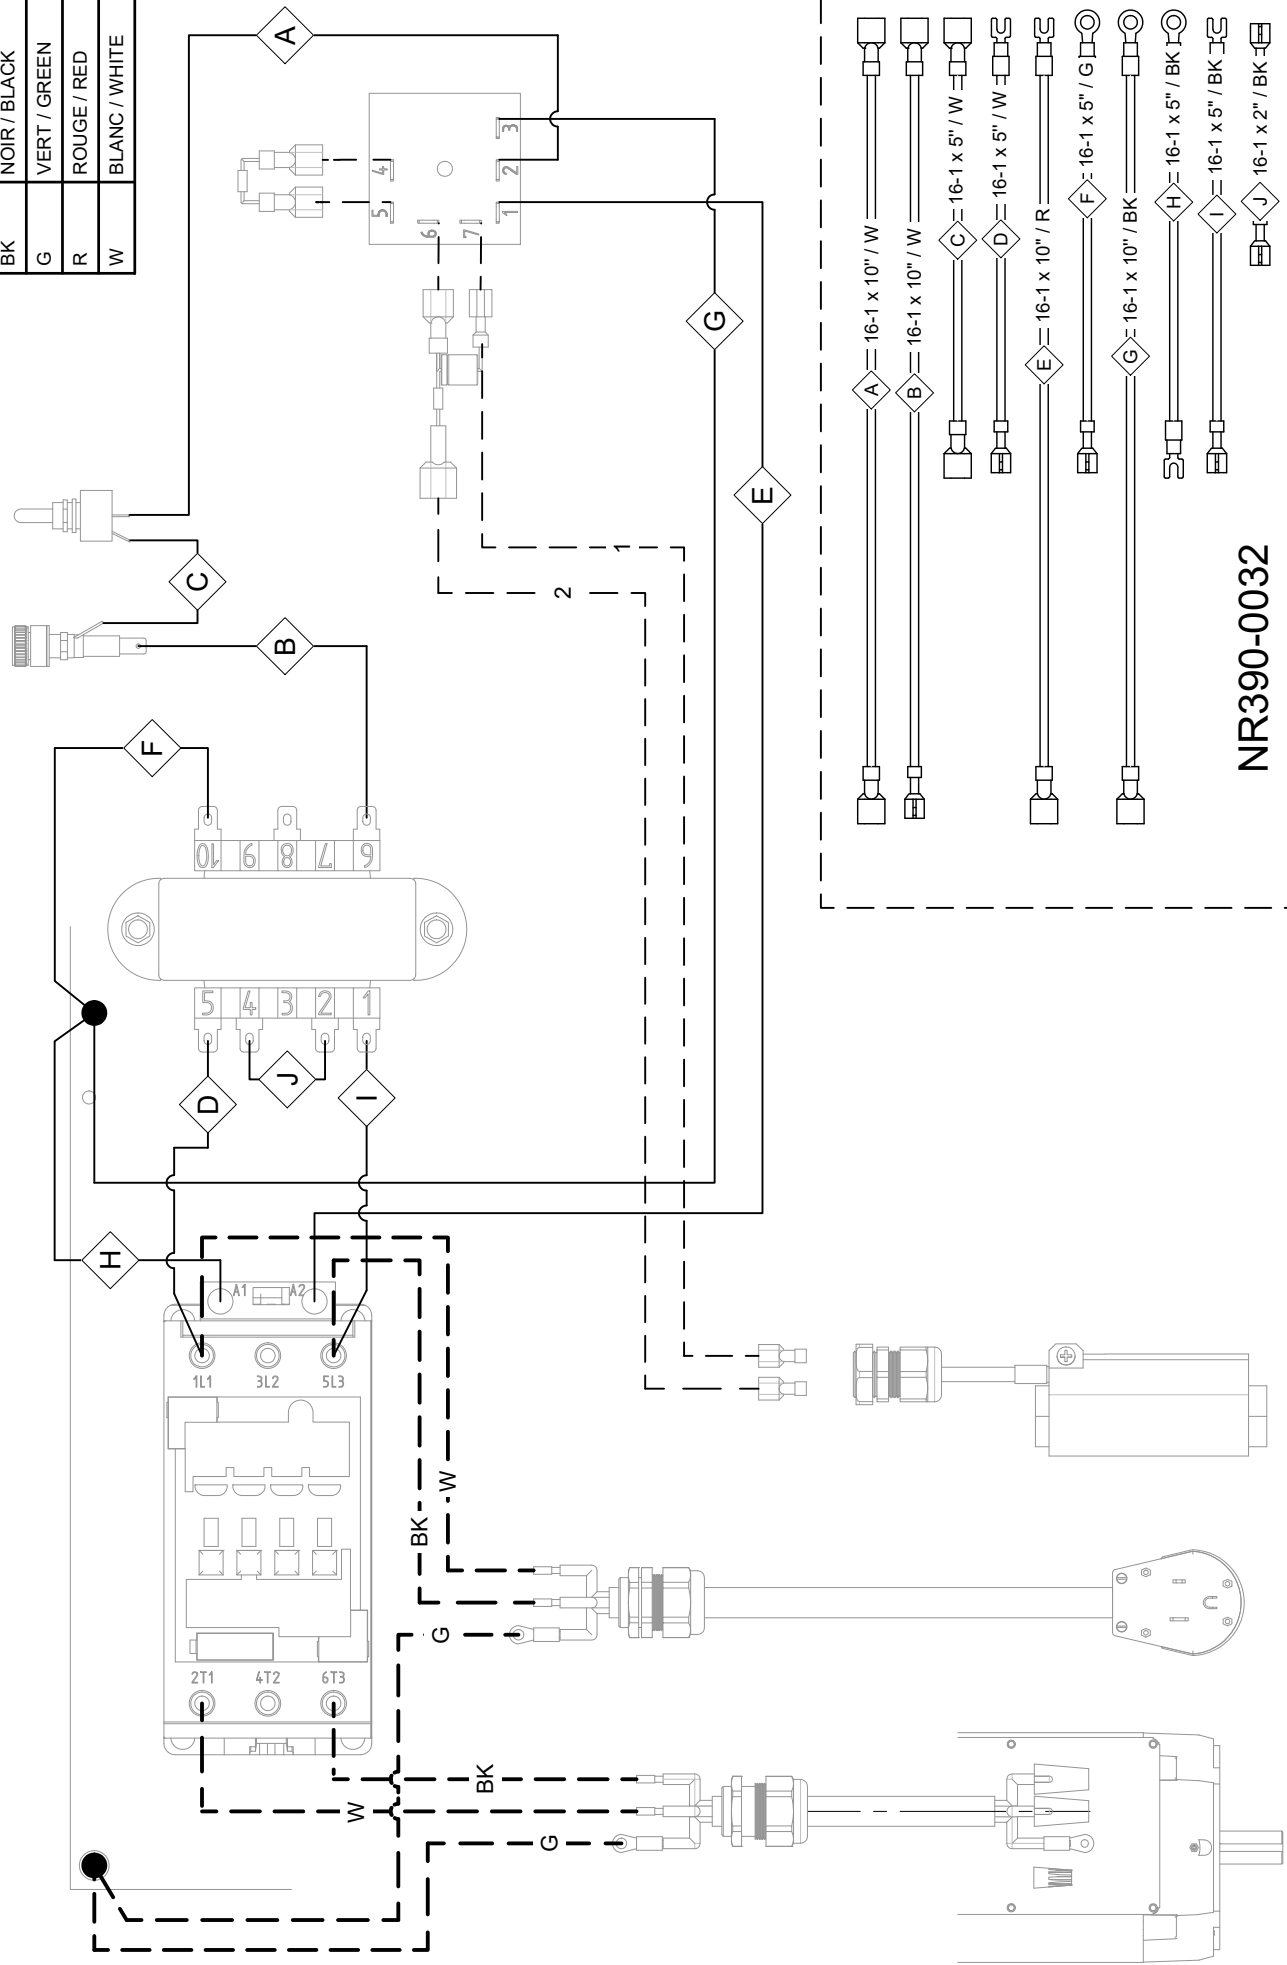 BK NOIR / BLACK
G VERT / GREEN
R ROUGE / RED
W BLANC / WHITE
A
C
B
F
4
5
3
2
1
6
7
G
E
2
1
10
9
8
7
6
5
4
3
2
1
D
J
I
H
A1
A2
1L1
3L2
5L3
2T1
4T2
6T3
W
BK
G
BK
W
G
A 16-1 x 10" / W
B 16-1 x 10" / W
C 16-1 x 5" / W
D 16-1 x 5" / W
E 16-1 x 10" / R
F 16-1 x 5" / G
G 16-1 x 10" / BK
H 16-1 x 5" / BK
I 16-1 x 5" / BK
J 16-1 x 2" / BK
NR390-0032